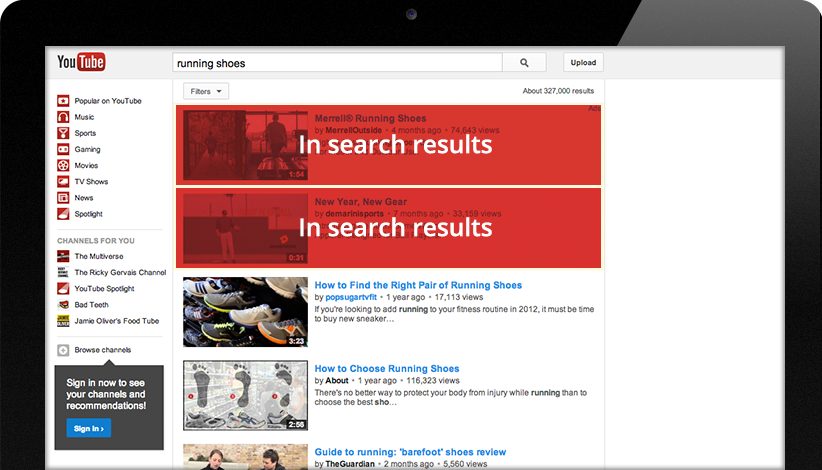 YouTube
running shoes
Upload
Filters
About 327,000 results
Popular on YouTube
Music
Sports
Gaming
Movies
TV Shows
News
Spotlight
CHANNELS FOR YOU
The Multiverse
The Ricky Gervais Channel
YouTube Spotlight
Bad Teeth
Jamie Oliver's Food Tube
Browse channels
Sign in now to see
your channels and
recommendations!
Sign in ›
Ads
Merrell® Running Shoes
by MerrellOutside • 4 months ago • 74,643 views
In search results
1:54
New Year, New Gear
by demarinisports • 7 months ago • 33,159 views
In search results
0:31
How to Find the Right Pair of Running Shoes
by popsugartvfit • 1 year ago • 17,113 views
If you're looking to add running to your fitness routine in 2012, it must be time
to buy new sneaker...
3:23
How to Choose Running Shoes
by About • 1 year ago • 116,323 views
There's no better way to protect your body from injury while running than to
choose the best sho...
2:56
Guide to running: 'barefoot' shoes review
by TheGuardian • 2 months ago • 5,560 views